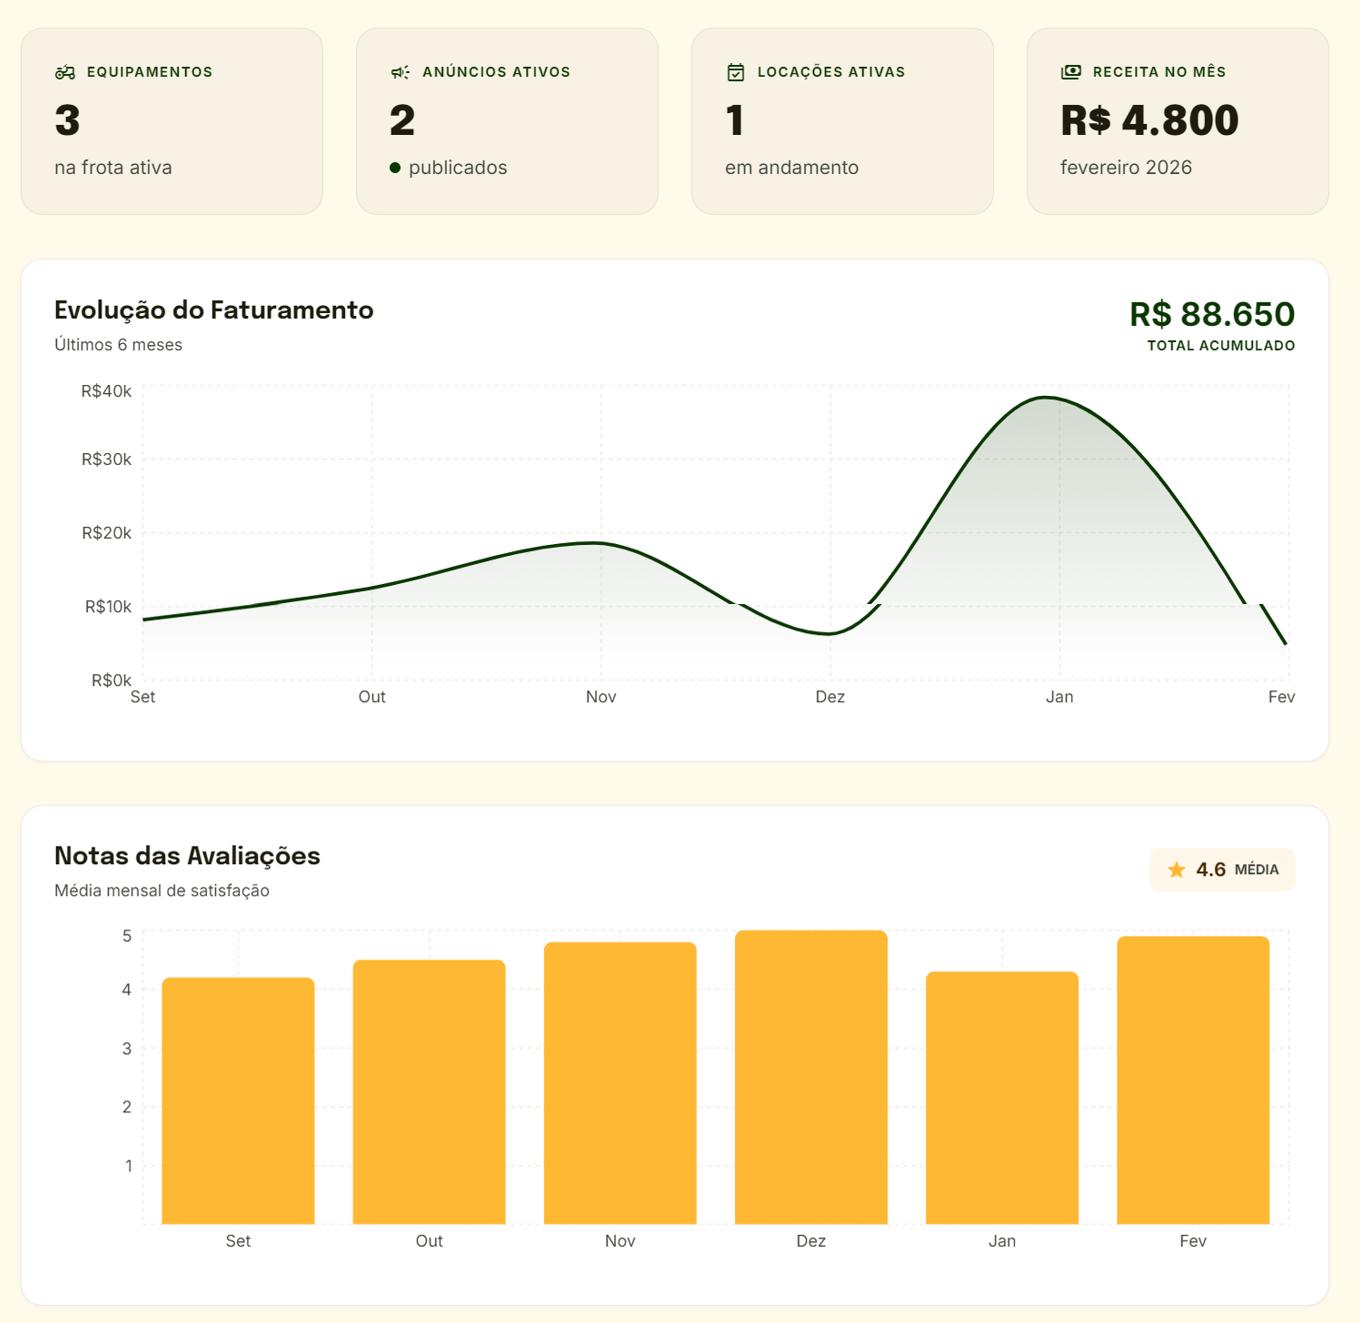 EQUIPAMENTOS
3
na frota ativa
ANÚNCIOS ATIVOS
2
publicados
LOCAÇÕES ATIVAS
1
em andamento
RECEITA NO MÊS
R$ 4.800
fevereiro 2026
Evolução do Faturamento
Últimos 6 meses
R$ 88.650
TOTAL ACUMULADO
R$40k
R$30k
R$20k
R$10k
R$0k
Set Out Nov Dez Jan Fev
Notas das Avaliações
Média mensal de satisfação
4.6 MÉDIA
5
4
3
2
1
Set Out Nov Dez Jan Fev